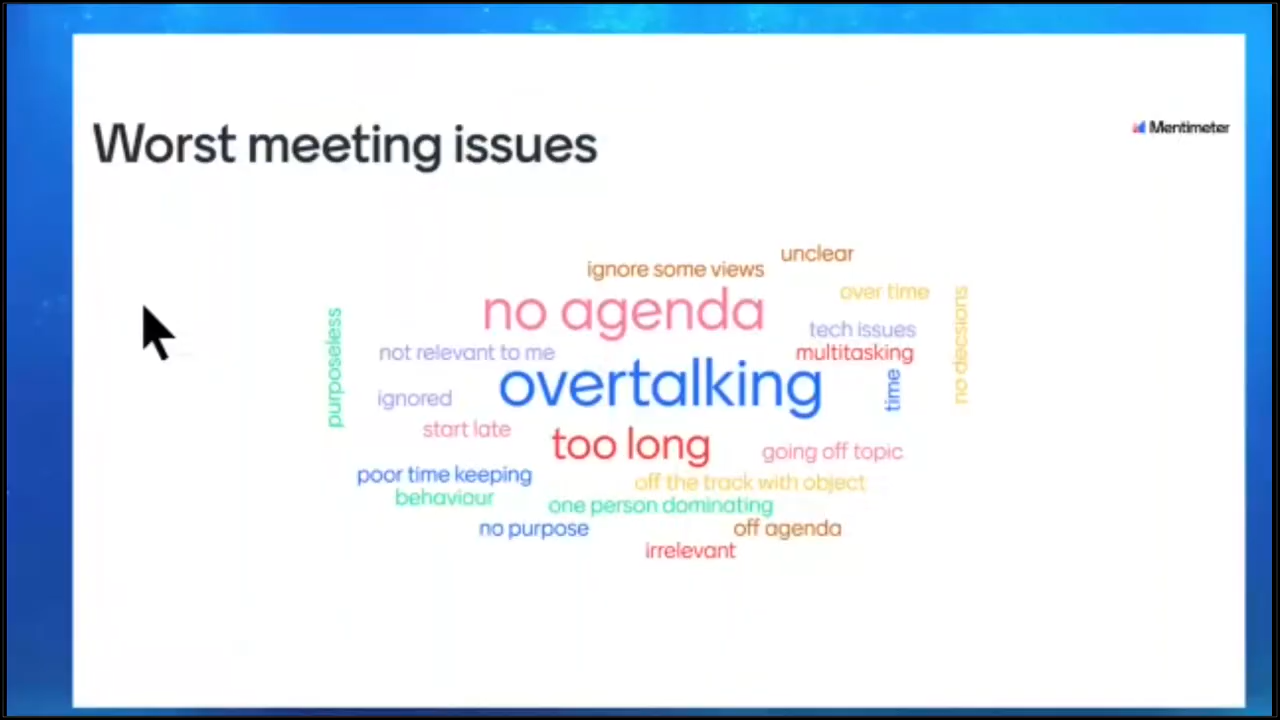 Worst meeting issues
Mentimeter
unclear
ignore some views
over time
no agenda
no decsions
purposeless
tech issues
not relevant to me
multitasking
overtalking
time
ignored
start late
too long
going off topic
poor time keeping
off the track with object
behaviour
one person dominating
no purpose
off agenda
irrelevant